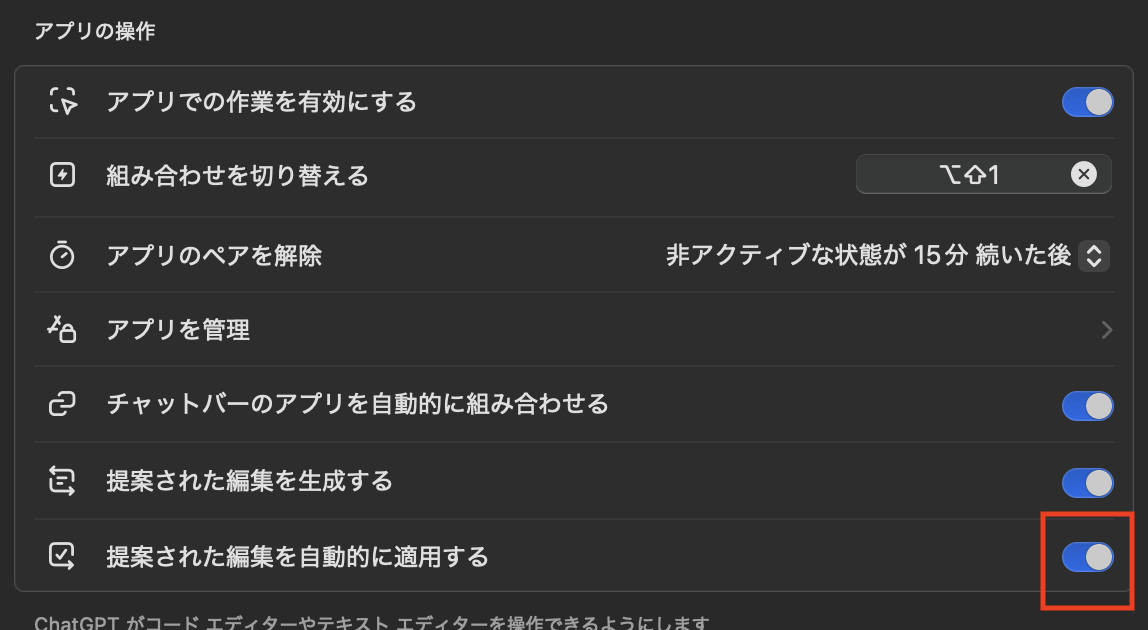 アプリの操作
アプリでの作業を有効にする
組み合わせを切り替える ⌥⇧1
アプリのペアを解除 非アクティブな状態が 15分 続いた後
アプリを管理
チャットバーのアプリを自動的に組み合わせる
提案された編集を生成する
提案された編集を自動的に適用する
ChatGPT がコード エディターやテキスト エディターを操作できるようにします